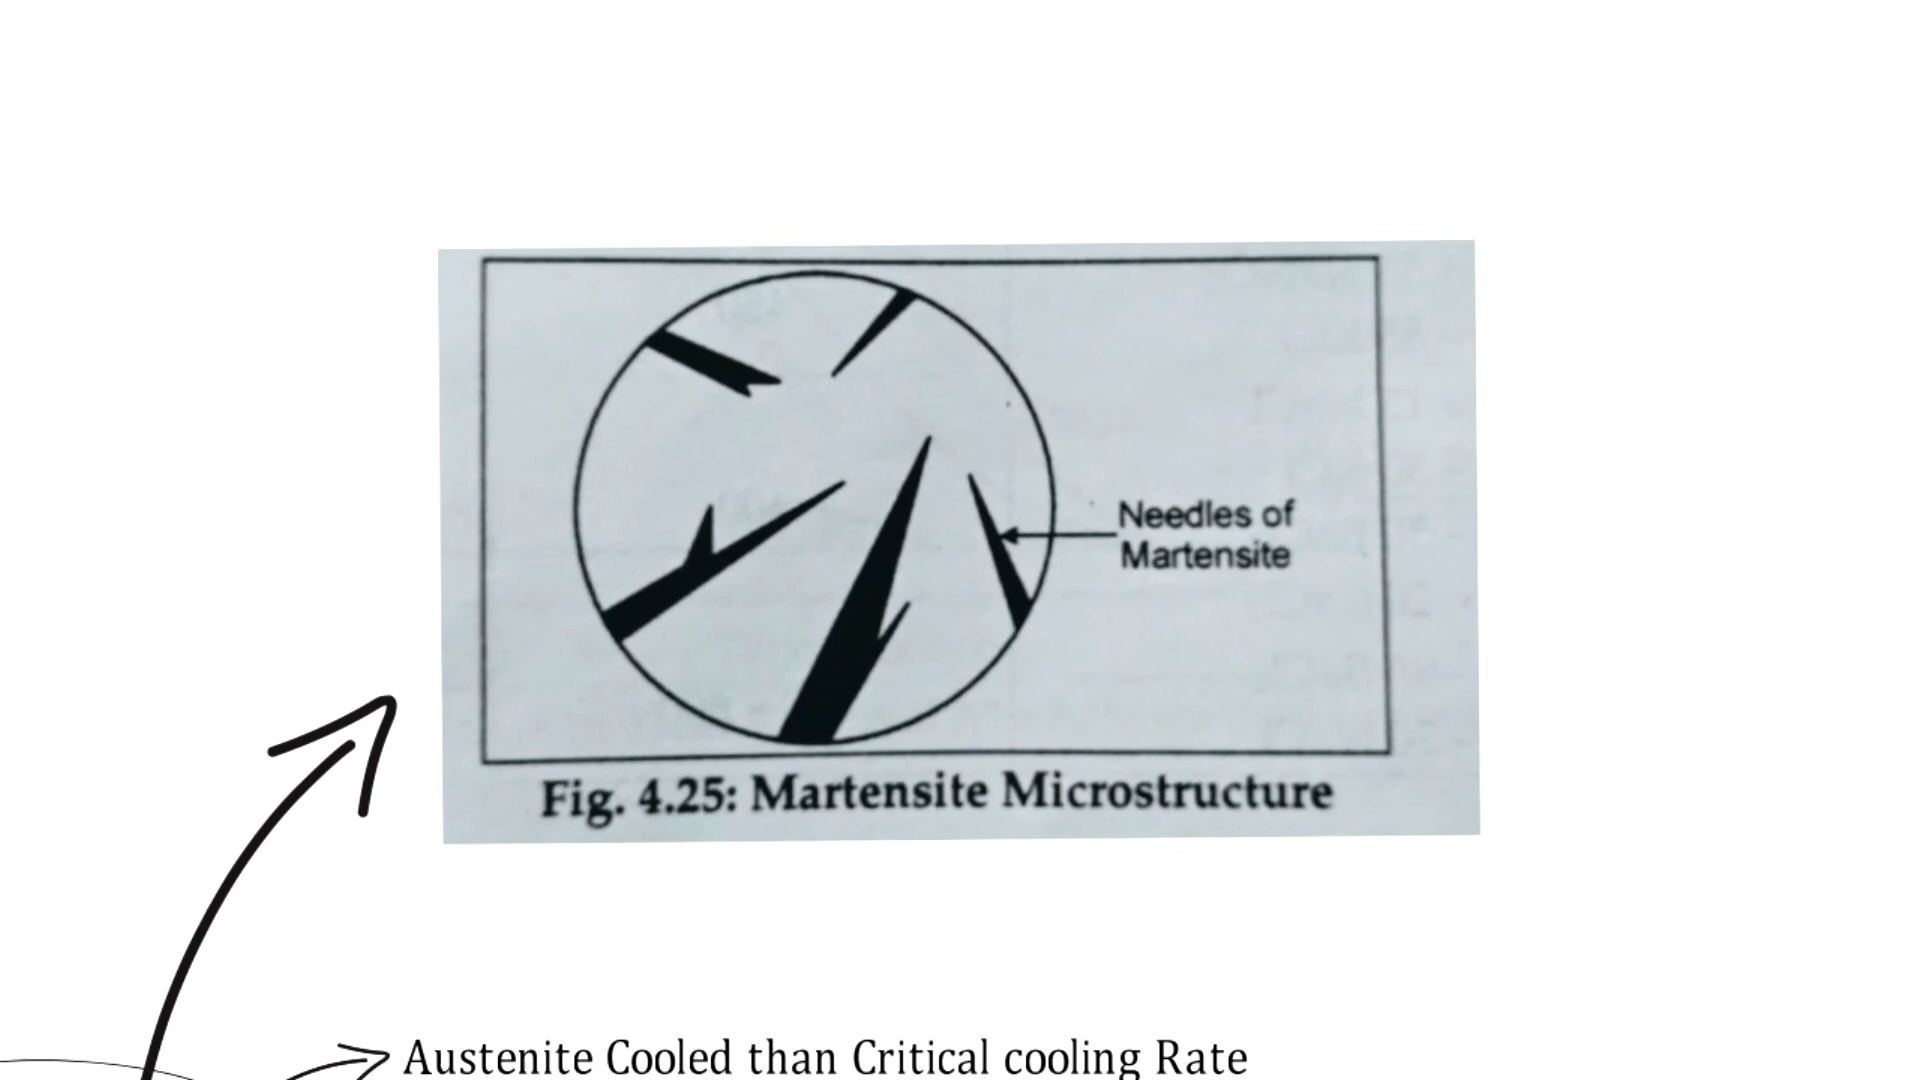 Needles of
Martensite
Fig. 4.25: Martensite Microstructure
Austenite Cooled than Critical cooling Rate